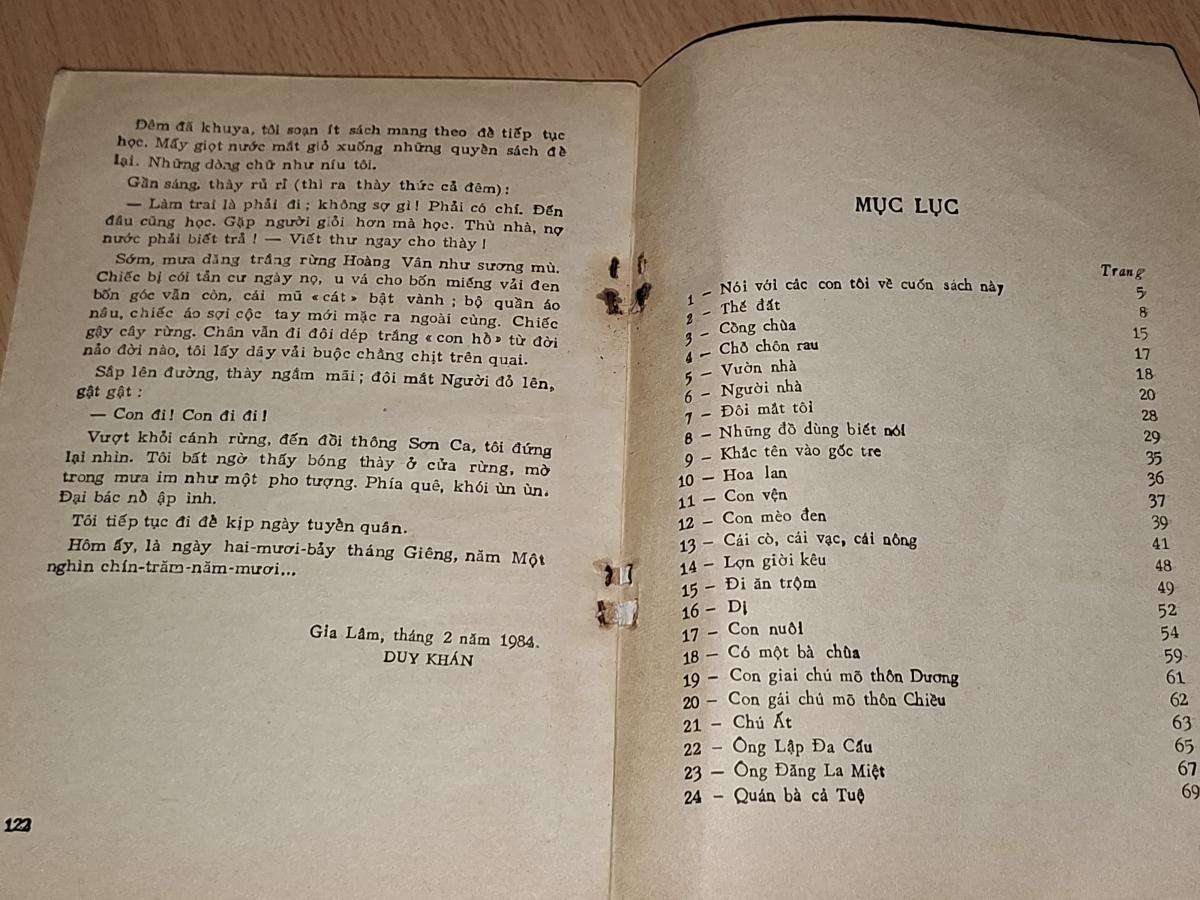 Đêm đã khuya, tôi soạn ít sách mang theo để tiếp tục
học. Mấy giọt nước mắt giỏ xuống những quyển sách để
lại. Những dòng chữ như níu tôi.
Gần sáng, thày rủ rỉ (thì ra thày thức cả đêm):
— Làm trai là phải đi; không sợ gì! Phải có chí. Đến
đâu cũng học. Gặp người giỏi hơn mà học. Thù nhà, nợ
nước phải biết trả! — Viết thư ngay cho thày!
Sớm, mưa dăng trắng rừng Hoàng Vân như sương mù.
Chiếc bị cói tản cư ngày nọ, u vá cho bốn miếng vải đen
bốn góc vẫn còn, cái mũ «cát» bật vành; bộ quần áo
nâu, chiếc áo sợi cộc tay mới mặc ra ngoài cùng. Chiếc
gậy cây rừng. Chân vẫn đi đôi dép trắng «con hổ» từ đời
nảo đời nào, tôi lấy dây vải buộc chằng chịt trên quai.
Sắp lên đường, thày ngắm mãi; đôi mắt Người đỏ lên,
gật gật:
— Con đi! Con đi đi!
Vượt khỏi cánh rừng, đến đồi thông Sơn Ca, tôi đứng
lại nhìn. Tôi bất ngờ thấy bóng thày ở cửa rừng, mờ
trong mưa im như một pho tượng. Phía quê, khói ùn ùn.
Đại bác nổ ập ình.
Tôi tiếp tục đi để kịp ngày tuyển quân.
Hôm ấy, là ngày hai-mươi-bảy tháng Giêng, năm Một
nghìn chín-trăm-năm-mươi...
Gia Lâm, tháng 2 năm 1984.
DUY KHÁN
122
MỤC LỤC
Trang
1 — Nói với các con tôi về cuốn sách này 5
2 — Thế đất 8
3 — Cổng chùa 15
4 — Chỗ chôn rau 17
5 — Vườn nhà 18
6 — Người nhà 20
7 — Đôi mắt tôi 28
8 — Những đồ dùng biết nói 29
9 — Khắc tên vào gốc tre 35
10 — Hoa lan 36
11 — Con vện 37
12 — Con mèo đen 39
13 — Cái cò, cái vạc, cái nông 41
14 — Lợn giời kêu 48
15 — Đi ăn trộm 49
16 — Dị 52
17 — Con nuôi 54
18 — Có một bà chúa 59
19 — Con giai chú mõ thôn Dương 61
20 — Con gái chú mõ thôn Chiều 62
21 — Chú Ất 63
22 — Ông Lập Đa Cấu 65
23 — Ông Đăng La Miệt 67
24 — Quán bà cả Tuệ 69